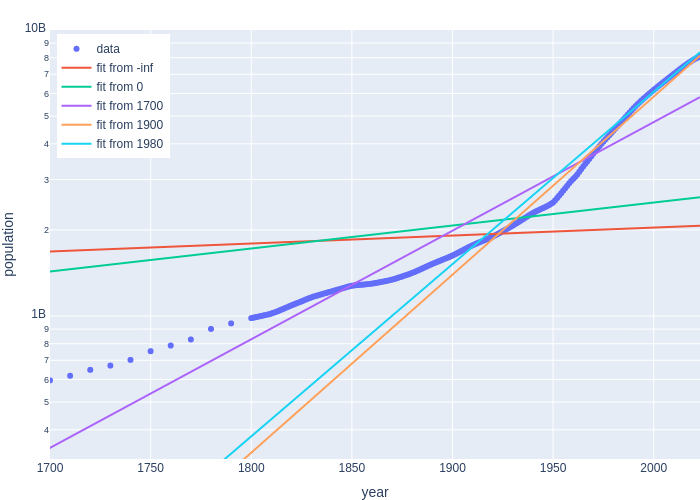 10B
9
8
7
6
5
4
3
2
1B
9
8
7
6
5
4
data
fit from -inf
fit from 0
fit from 1700
fit from 1900
fit from 1980
population
1700 1750 1800 1850 1900 1950 2000
year